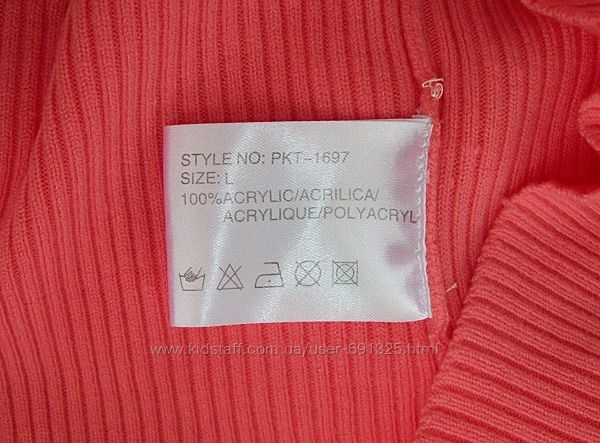 STYLE NO: PKT-1697
SIZE: L
100%ACRYLIC/ACRILICA/
ACRYLIQUE/POLYACRYL
www.kidstaff.com.ua/user-691325.html